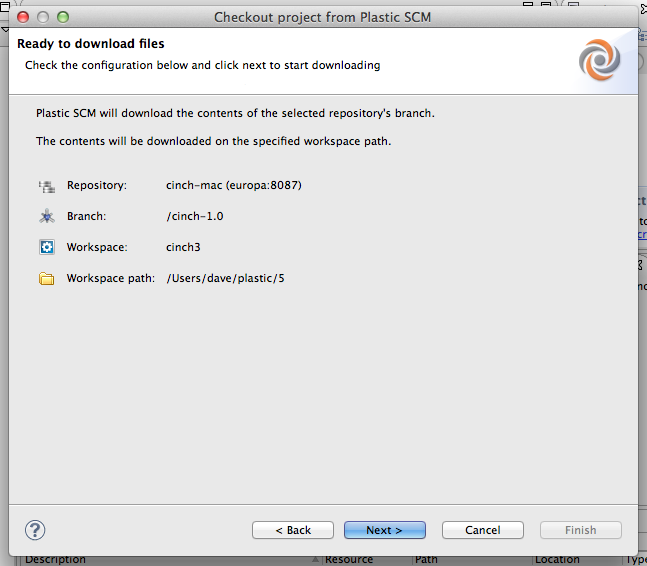 Checkout project from Plastic SCM
Ready to download files
Check the configuration below and click next to start downloading
Plastic SCM will download the contents of the selected repository's branch.
The contents will be downloaded on the specified workspace path.
Repository: cinch-mac (europa:8087)
Branch: /cinch-1.0
Workspace: cinch3
Workspace path: /Users/dave/plastic/5
? < Back Next > Cancel Finish
Description Resource Path Location